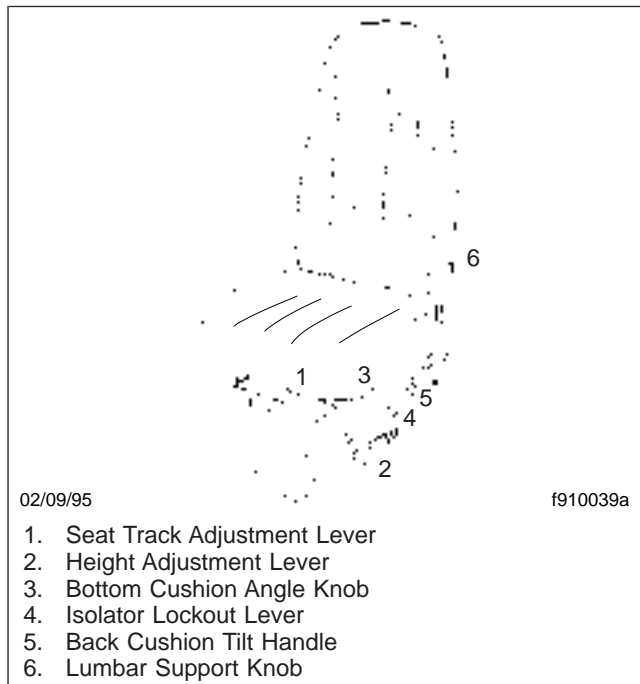 6
1
3
5
4
2
02/09/95 f910039a
1. Seat Track Adjustment Lever
2. Height Adjustment Lever
3. Bottom Cushion Angle Knob
4. Isolator Lockout Lever
5. Back Cushion Tilt Handle
6. Lumbar Support Knob